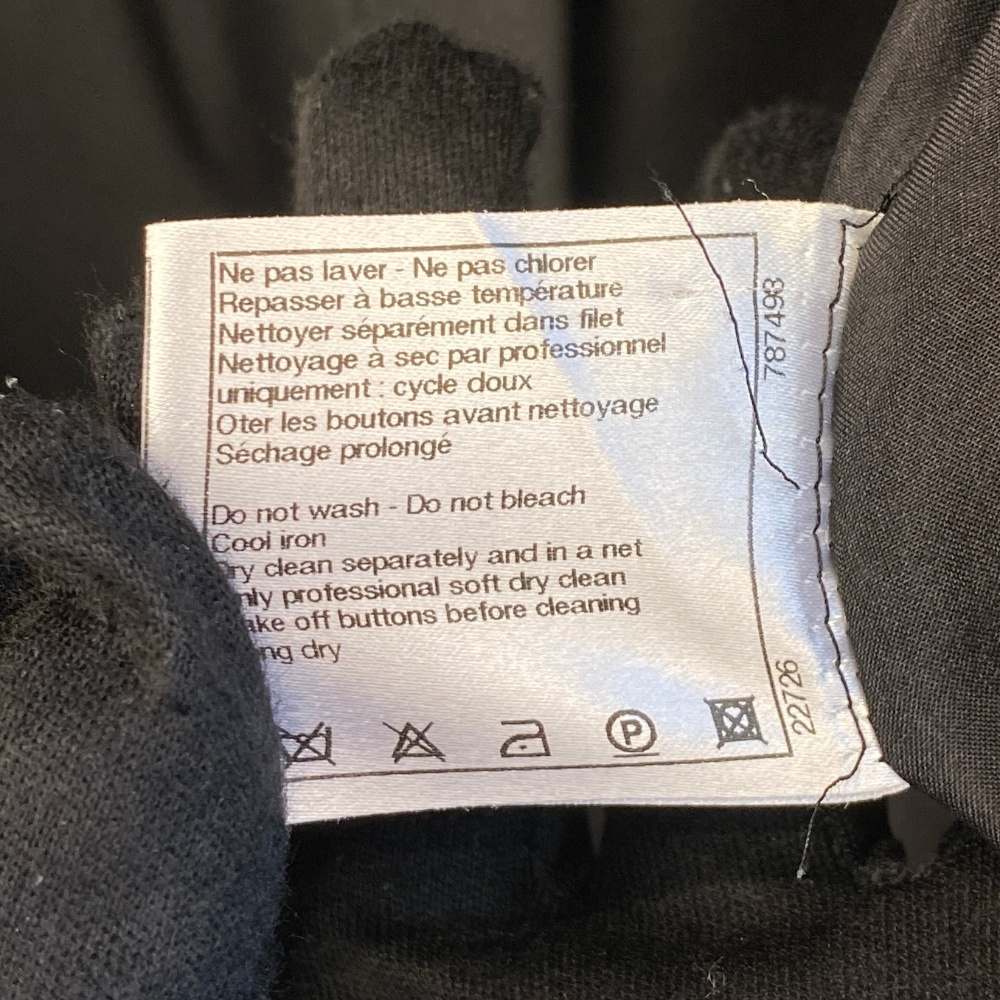 Ne pas laver - Ne pas chlorer
Repasser à basse température
Nettoyer séparément dans filet
Nettoyage à sec par professionnel
uniquement : cycle doux
Oter les boutons avant nettoyage
Séchage prolongé
Do not wash - Do not bleach
Cool iron
ry clean separately and in a net
nly professional soft dry clean
ake off buttons before cleaning
ng dry
P
787493
22726